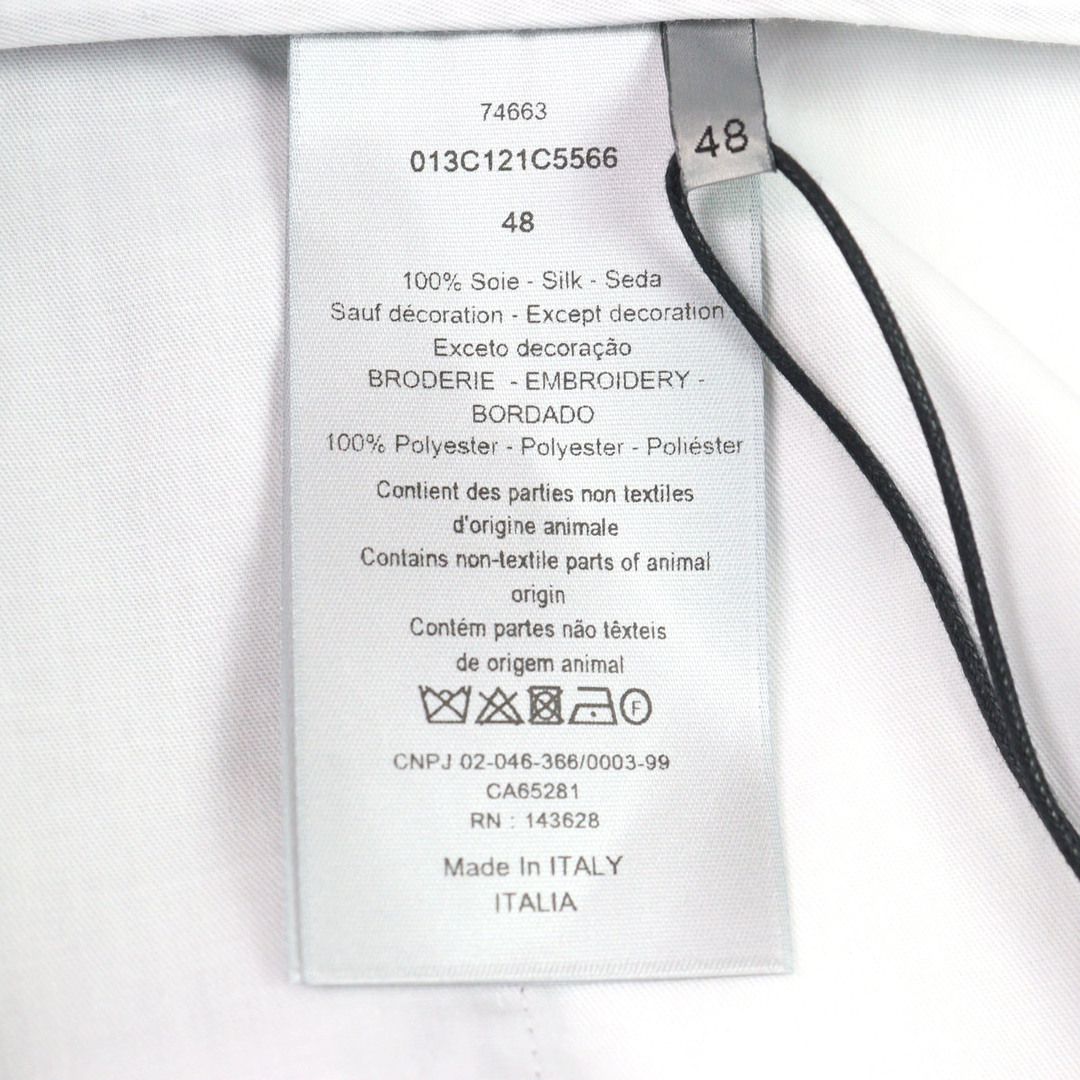 74663
013C121C5566
48
48
100% Soie - Silk - Seda
Sauf décoration - Except decoration
Exceto decoração
BRODERIE - EMBROIDERY -
BORDADO
100% Polyester - Polyester - Poliéster
Contient des parties non textiles
d'origine animale
Contains non-textile parts of animal
origin
Contém partes não têxteis
de origem animal
F
CNPJ 02-046-366/0003-99
CA65281
RN : 143628
Made In ITALY
ITALIA